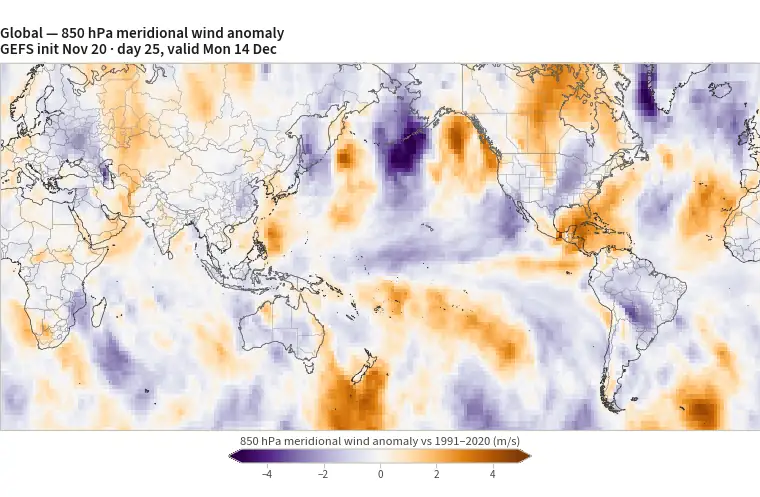 Global — 850 hPa meridional wind anomaly
GEFS init Nov 20 · day 25, valid Mon 14 Dec
850 hPa meridional wind anomaly vs 1991–2020 (m/s)
−4 −2 0 2 4